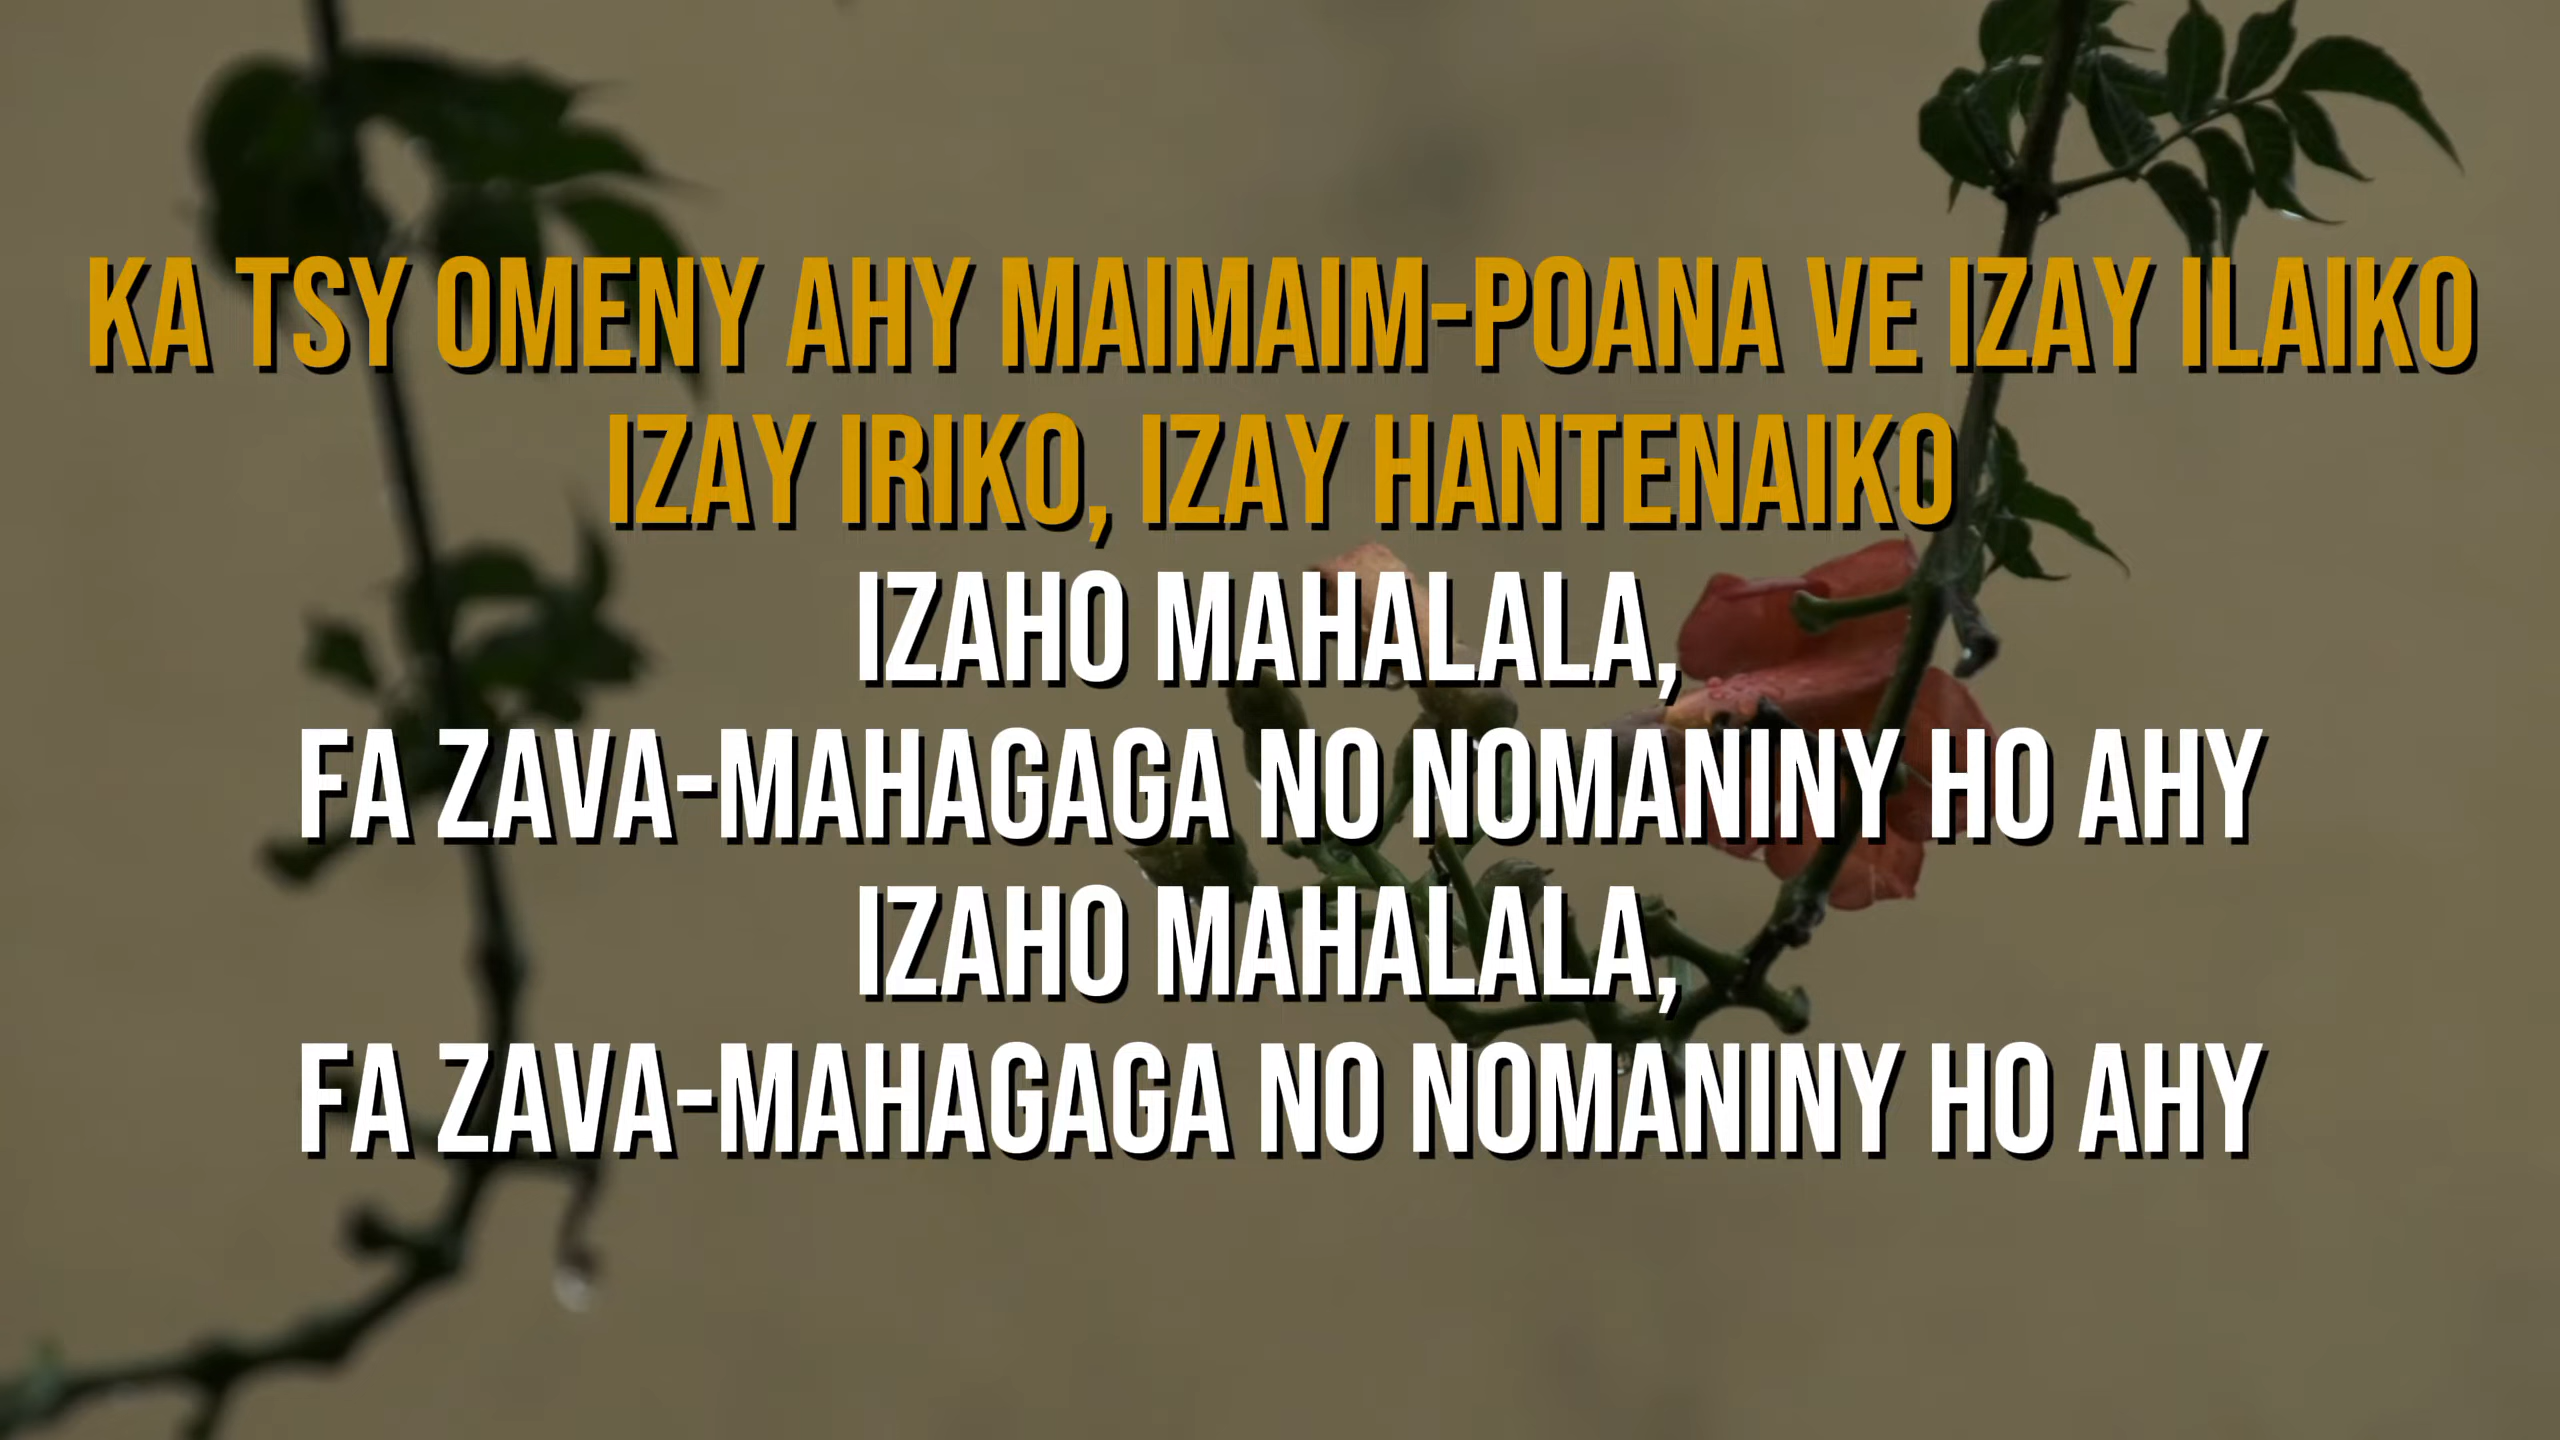 KA TSY OMENY AHY MAIMAIM-POANA VE IZAY ILAIKO
IZAY IRIKO, IZAY HANTENAIKO
IZAHO MAHALALA,
FA ZAVA-MAHAGAGA NO NOMANINY HO AHY
IZAHO MAHALALA,
FA ZAVA-MAHAGAGA NO NOMANINY HO AHY